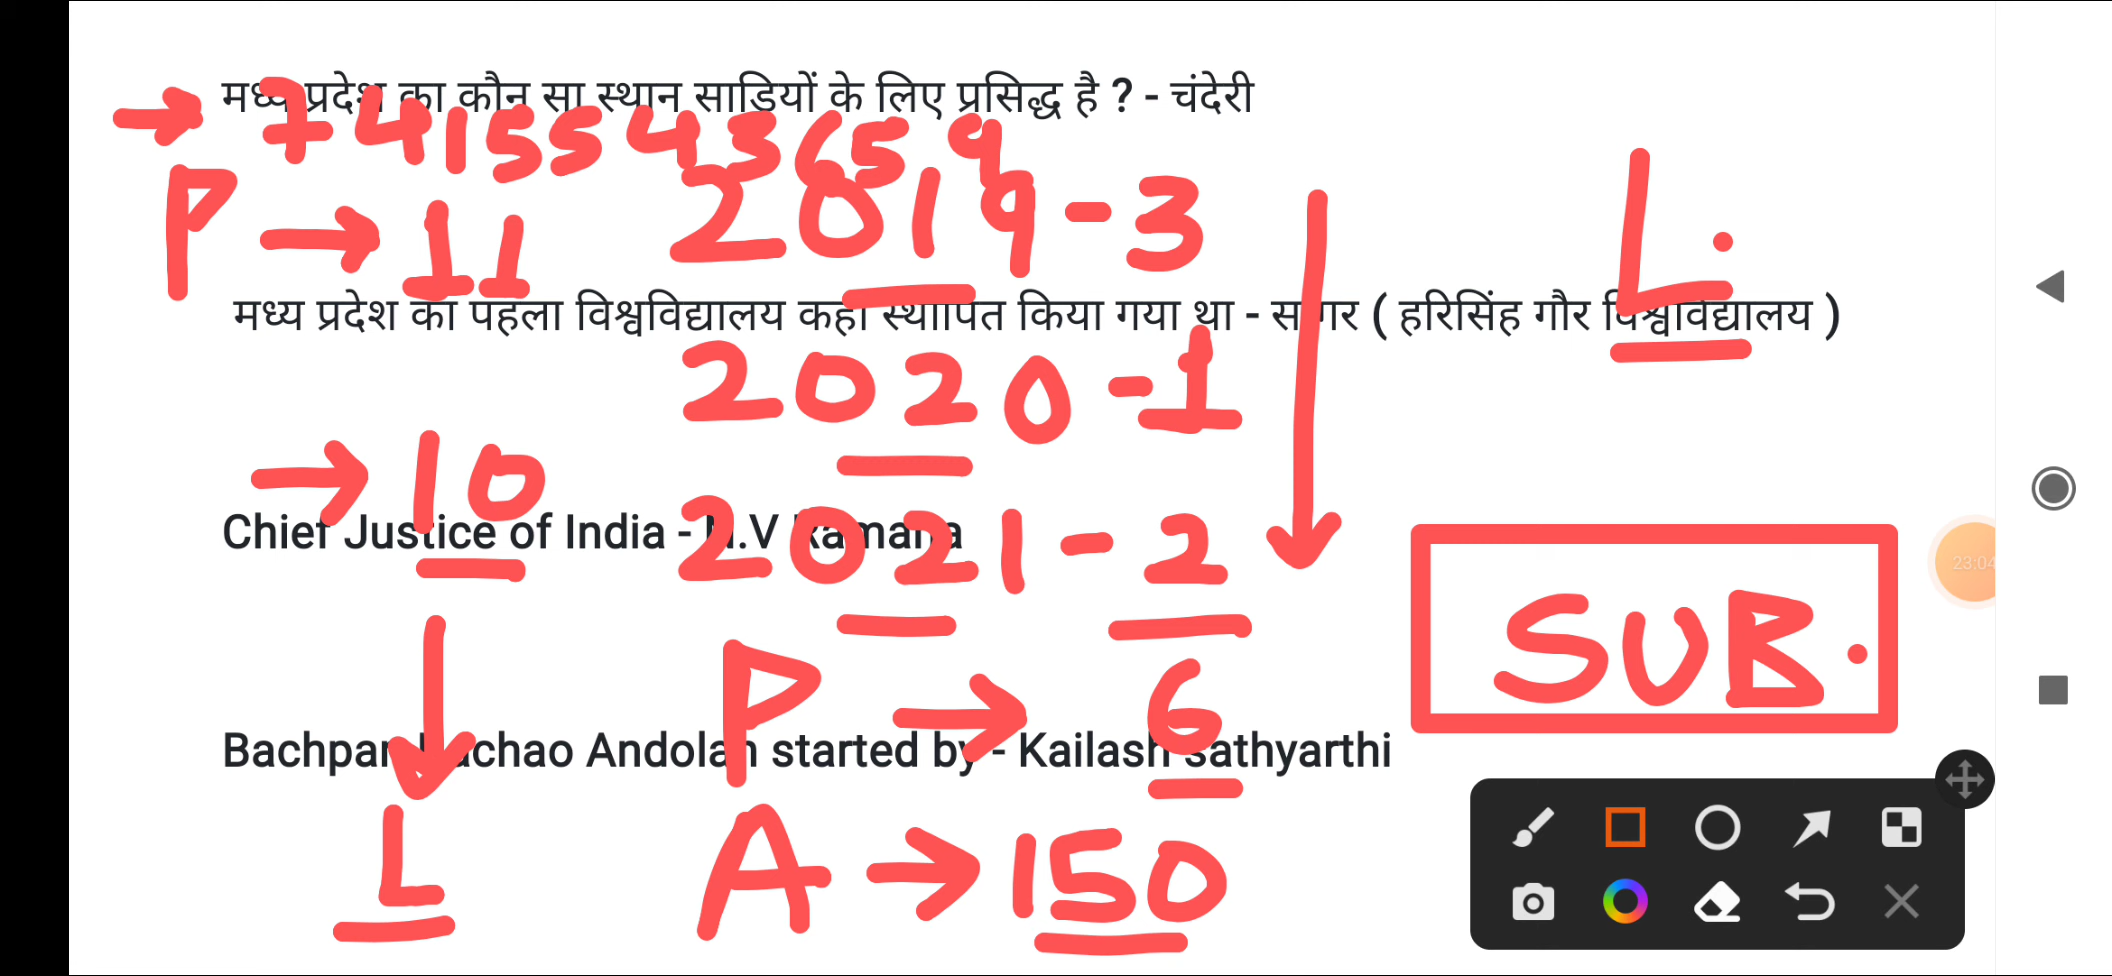 मध्य प्रदेश का कौन सा स्थान साडियों के लिए प्रसिद्ध है ? - चंदेरी
→ 7415543659
P → 11 2019-3 L.
मध्य प्रदेश का पहला विश्वविद्यालय कहां स्थापित किया गया था - सागर ( हरिसिंह गौर विश्वविद्यालय )
2020-1
→ 10
Chief Justice of India - N.V Ramana
2021-2
SUB.
P → 6
Bachpan Bachao Andolan started by - Kailash sathyarthi
L A → 150
23:04